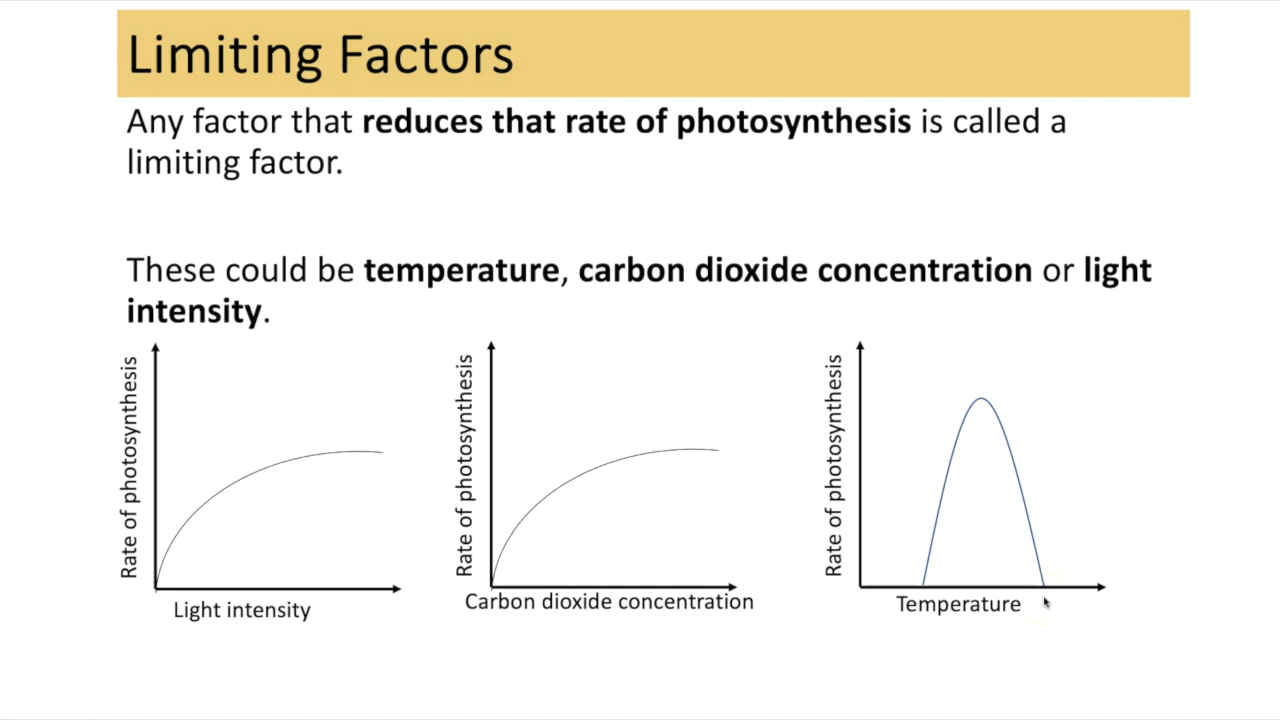 Limiting Factors
Any factor that reduces that rate of photosynthesis is called a
limiting factor.
These could be temperature, carbon dioxide concentration or light
intensity.
Rate of photosynthesis
Light intensity
Rate of photosynthesis
Carbon dioxide concentration
Rate of photosynthesis
Temperature